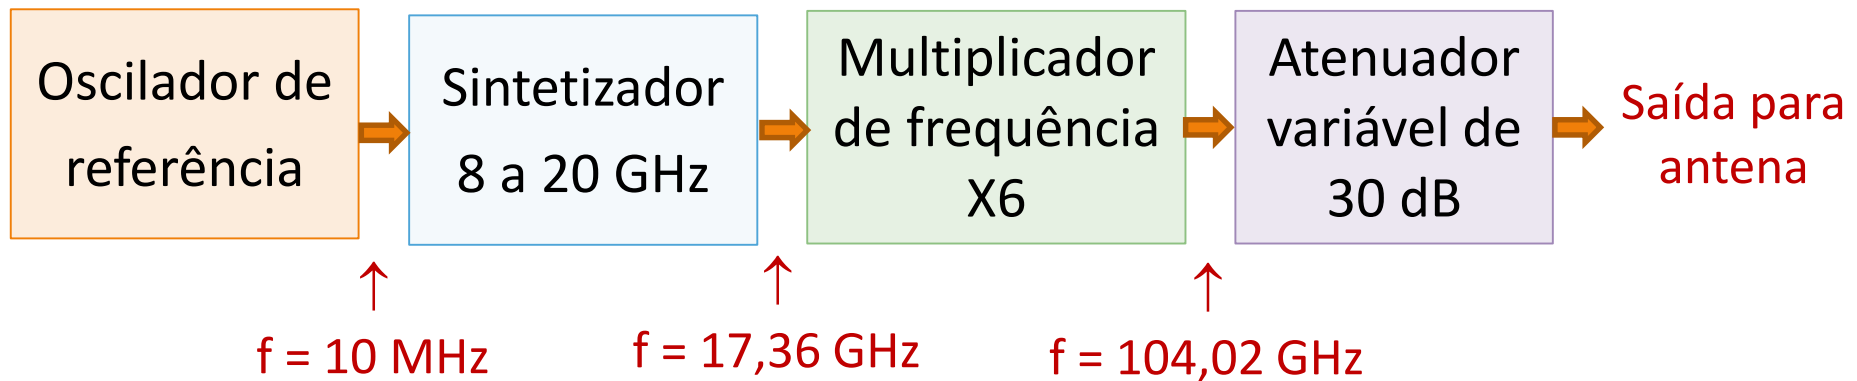 Oscilador de
referência
Sintetizador
8 a 20 GHz
Multiplicador
de frequência
X6
Atenuador
variável de
30 dB
Saída para
antena
f = 10 MHz
f = 17,36 GHz
f = 104,02 GHz